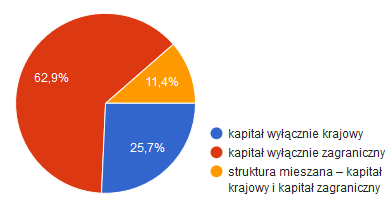 62,9%
11,4%
25,7%
kapitał wyłącznie krajowy
kapitał wyłącznie zagraniczny
struktura mieszana – kapitał
krajowy i kapitał zagraniczny